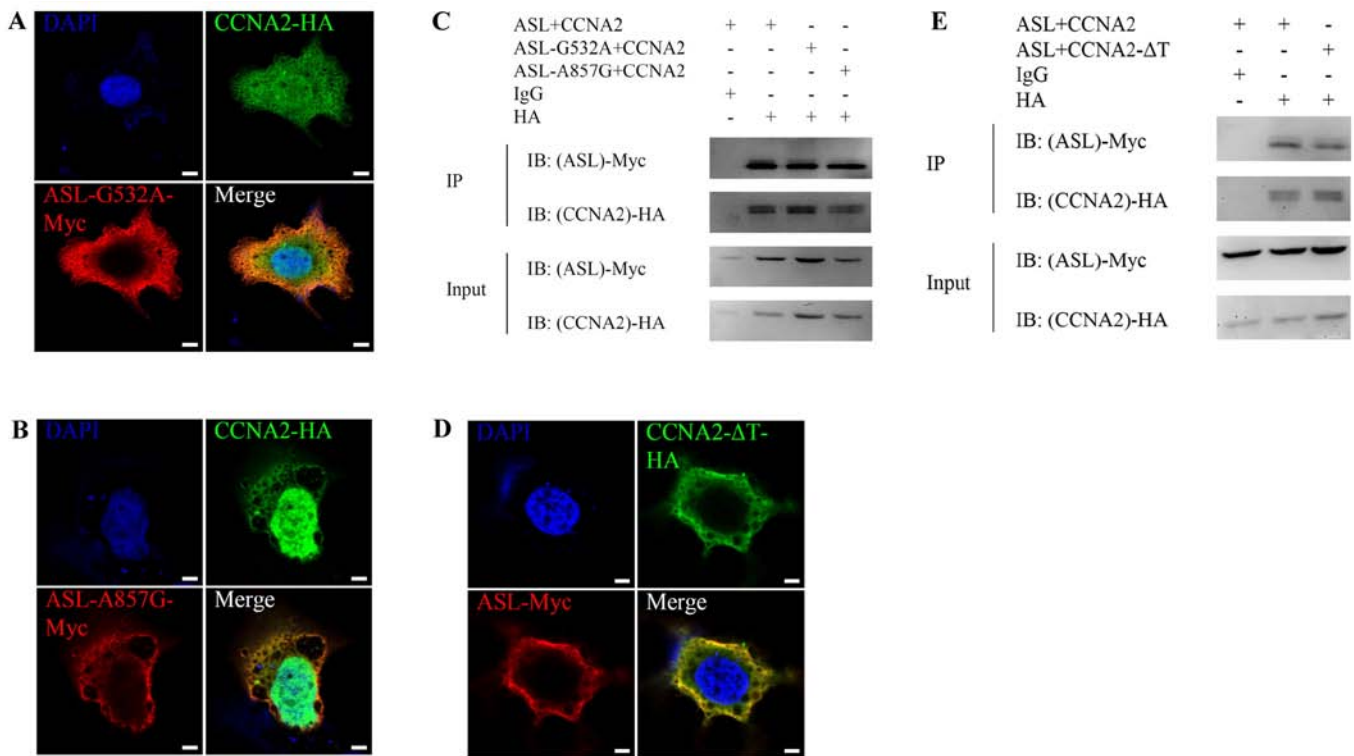 A
DAPI
CCNA2-HA
ASL-G532A-
Myc
Merge
C
ASL+CCNA2 + + - -
ASL-G532A+CCNA2 - - + -
ASL-A857G+CCNA2 - - - +
IgG + - - -
HA - + + +
IP
IB: (ASL)-Myc
IB: (CCNA2)-HA
Input
IB: (ASL)-Myc
IB: (CCNA2)-HA
E
ASL+CCNA2 + + -
ASL+CCNA2-ΔT - - +
IgG + - -
HA - + +
IP
IB: (ASL)-Myc
IB: (CCNA2)-HA
Input
IB: (ASL)-Myc
IB: (CCNA2)-HA
B
DAPI
CCNA2-HA
ASL-A857G-
Myc
Merge
D
DAPI
CCNA2-ΔT-
HA
ASL-Myc
Merge